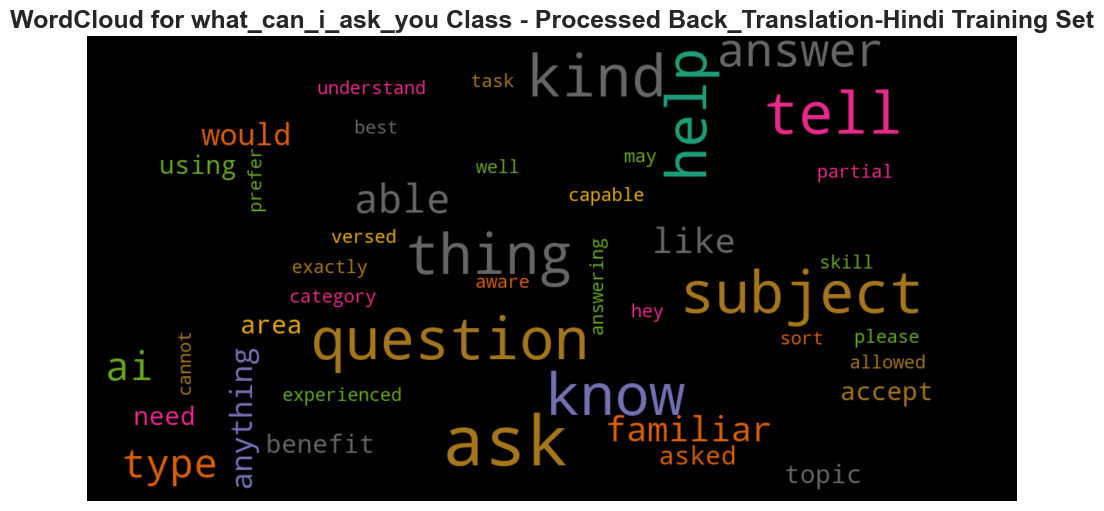 WordCloud for what_can_i_ask_you Class - Processed Back_Translation-Hindi Training Set
kind
answer
help
tell
task
understand
best
would
using
prefer
well
may
capable
partial
able
versed
thing
like
exactly
aware
answering
skill
category
subject
hey
area
question
sort
please
cannot
ai
anything
allowed
experienced
know
accept
need
benefit
ask
familiar
asked
type
topic